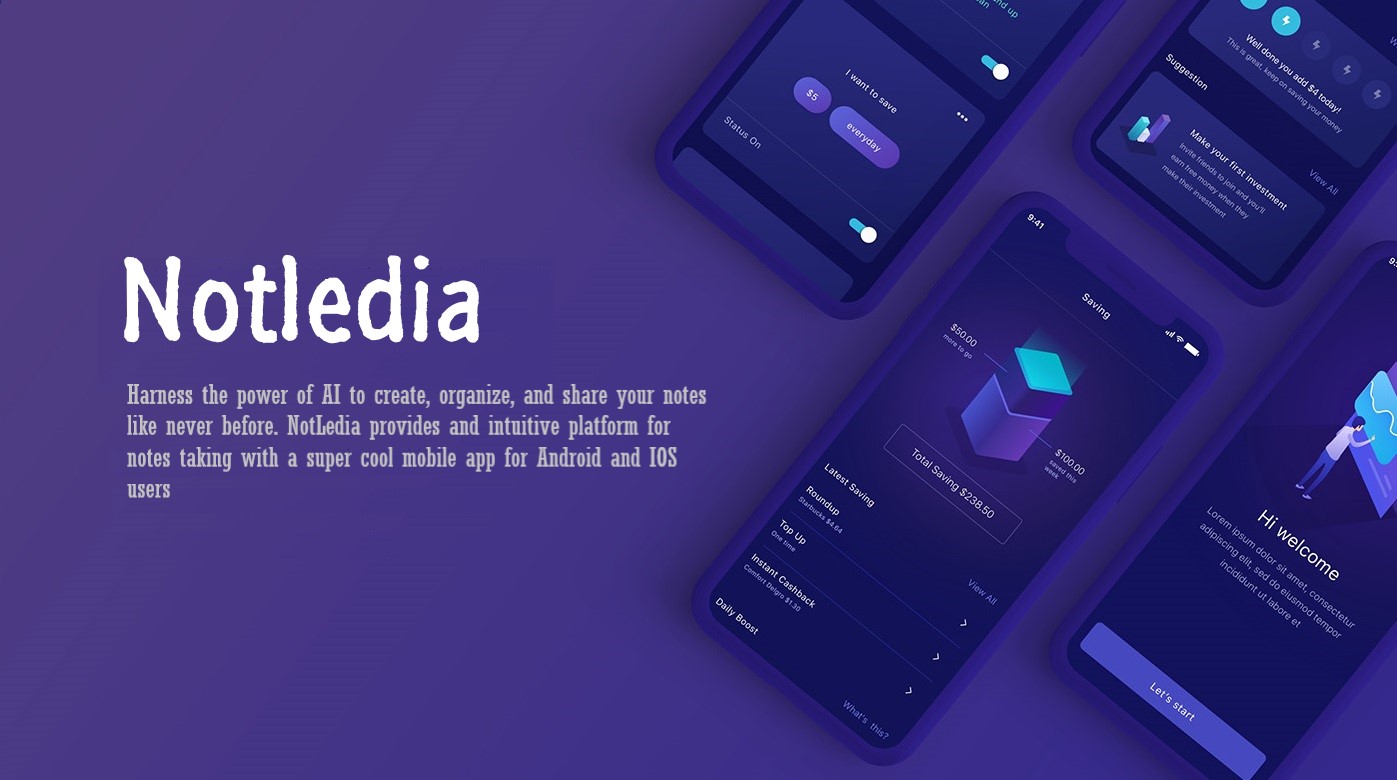 Notledia
Harness the power of AI to create, organize, and share your notes
like never before. NotLedia provides and intuitive platform for
notes taking with a super cool mobile app for Android and IOS
users
nd up
an
I want to save
$5
everyday
Status On
Well done you add $4 today!
This is great, keep on saving your money
Suggestion
Make your first investment
Invite friends to join and you'll
earn free money when they
make their investment
View All
9:41
Saving
$50.00
more to go
$100.00
saved this
week
Total Saving $238.50
Latest Saving
View All
Roundup
Starbucks $4.64
Top Up
One time
Instant Cashback
Comfort Delgro $1.30
Daily Boost
What's this?
Hi welcome
Lorem ipsum dolor sit amet, consectetur
adipiscing elit, sed do eiusmod tempor
incididunt ut labore et
Let's start